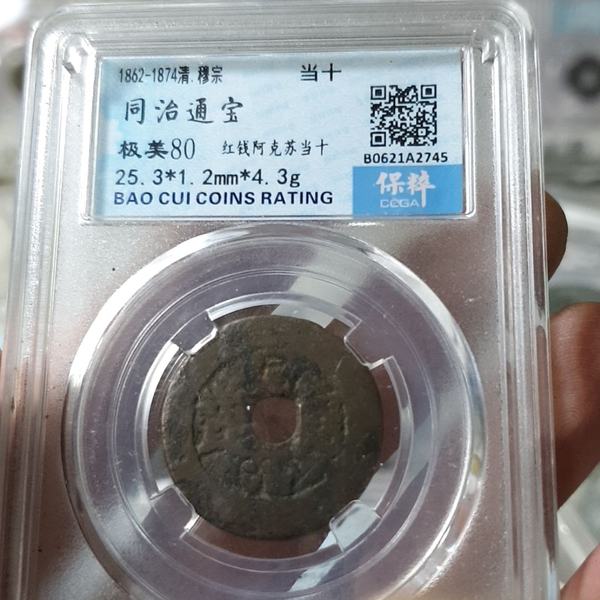 1862-1874清.穆宗 当十
同治通宝
极美80 红钱阿克苏当十
B0621A2745
25.3*1.2mm*4.3g
BAO CUI COINS RATING
保粹
CCGA